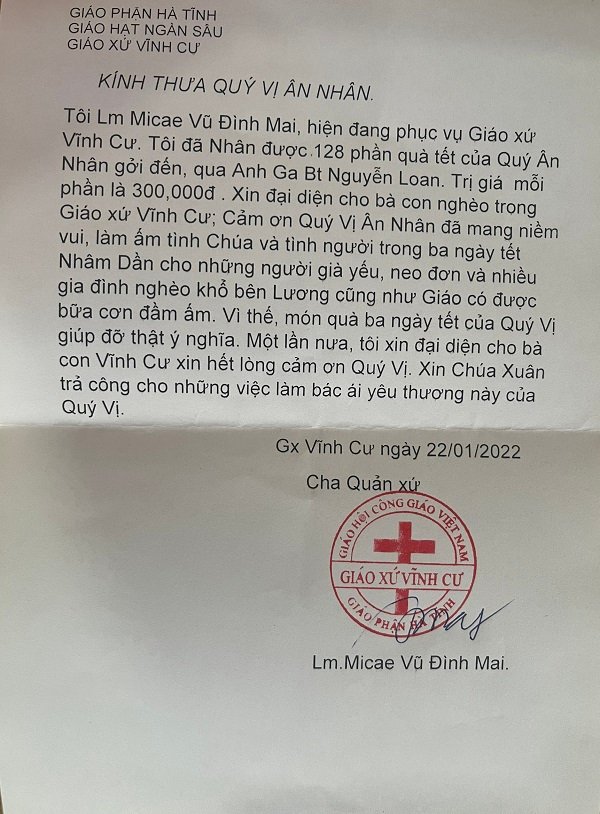 GIÁO PHẬN HÀ TĨNH
GIÁO HẠT NGÀN SÂU
GIÁO XỨ VĨNH CƯ
KÍNH THƯA QUÝ VỊ ÂN NHÂN.
Tôi Lm Micae Vũ Đình Mai, hiện đang phục vụ Giáo xứ
Vĩnh Cư. Tôi đã Nhân được.128 phần quà tết của Quý Ân
Nhân gởi đến, qua Anh Ga Bt Nguyễn Loan. Trị giá mỗi
phần là 300,000đ . Xin đại diện cho bà con nghèo trong
Giáo xứ Vĩnh Cư; Cảm ơn Quý Vị Ân Nhân đã mang niềm
vui, làm ấm tình Chúa và tình người trong ba ngày tết
Nhâm Dần cho những người già yếu, neo đơn và nhiều
gia đình nghèo khổ bên Lương cũng như Giáo có được
bữa cơn đầm ấm. Vì thế, món quà ba ngày tết của Quý Vị
giúp đỡ thật ý nghĩa. Một lần nưa, tôi xin đại diện cho bà
con Vĩnh Cư xin hết lòng cảm ơn Quý Vị. Xin Chúa Xuân
trả công cho những việc làm bác ái yêu thương này của
Quý Vị.
Gx Vĩnh Cư ngày 22/01/2022
Cha Quản xứ
GIÁO HỘI CÔNG GIÁO VIỆT NAM
GIÁO XỨ VĨNH CƯ
GIÁO PHẬN HÀ TĨNH
Lm.Micae Vũ Đình Mai.